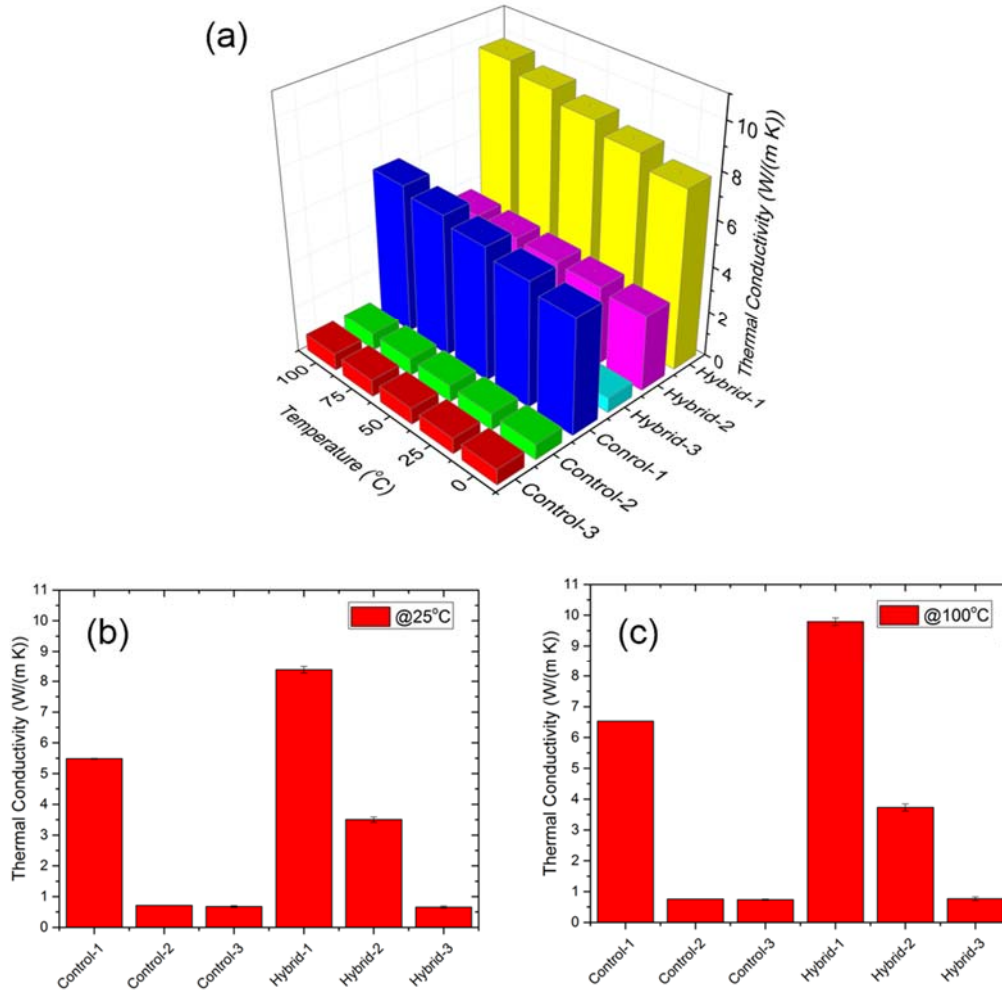 (a)
10
8
6
4
2
0
Thermal Conductivity (W/(m K))
100
75
50
25
0
Temperature (°C)
Hybrid-1
Hybrid-2
Hybrid-3
Conrol-1
Control-2
Control-3
(b)
@25°C
11
10
9
8
7
6
5
4
3
2
1
0
Thermal Conductivity (W/(m K))
Control-1
Control-2
Control-3
Hybrid-1
Hybrid-2
Hybrid-3
(c)
@100°C
11
10
9
8
7
6
5
4
3
2
1
0
Thermal Conductivity (W/(m K))
Control-1
Control-2
Control-3
Hybrid-1
Hybrid-2
Hybrid-3